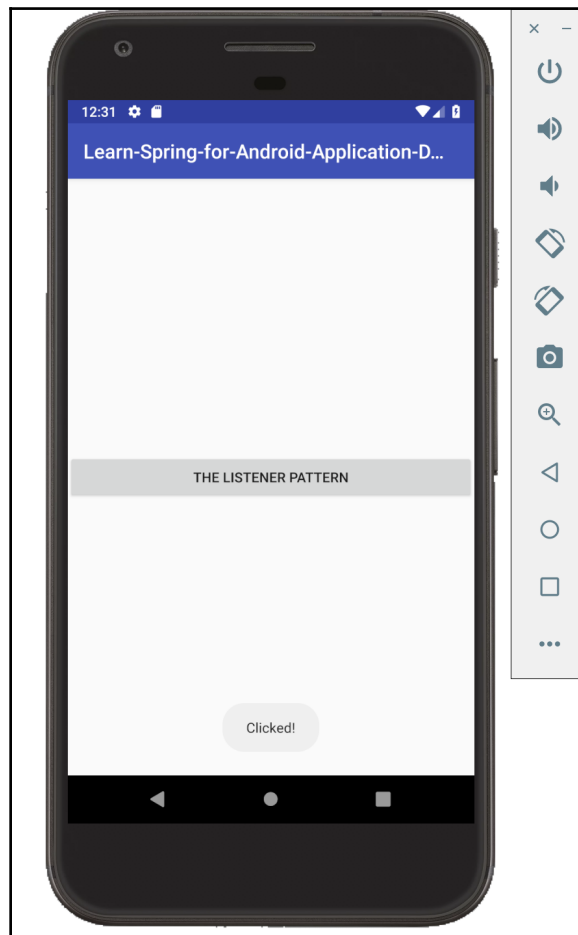 12:31
Learn-Spring-for-Android-Application-D...
THE LISTENER PATTERN
Clicked!